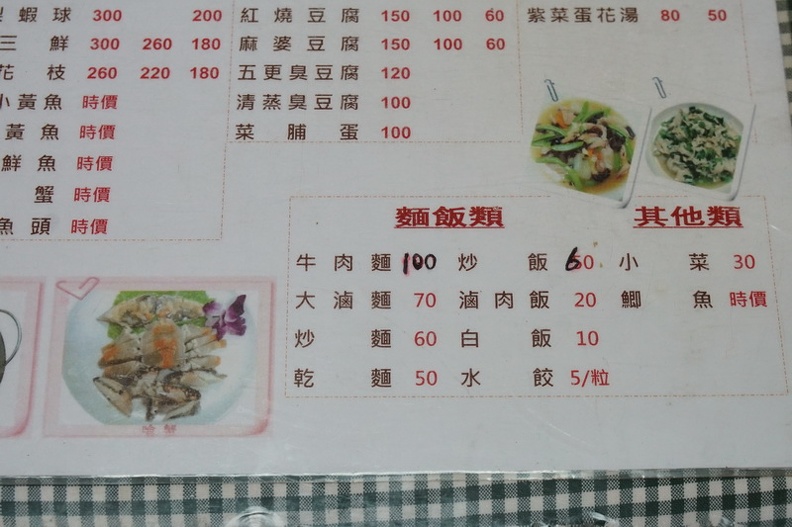 蝦球 300 200
三鮮 300 260 180
花枝 260 220 180
小黃魚 時價
黃魚 時價
鮮魚 時價
蟹 時價
魚頭 時價
紅燒豆腐 150 100 60
麻婆豆腐 150 100 60
五更臭豆腐 120
清蒸臭豆腐 100
菜脯蛋 100
紫菜蛋花湯 80 50
麵飯類
牛肉麵 100 炒飯 60
大滷麵 70 滷肉飯 20
炒麵 60 白飯 10
乾麵 50 水餃 5/粒
其他類
小菜 30
鯽魚 時價